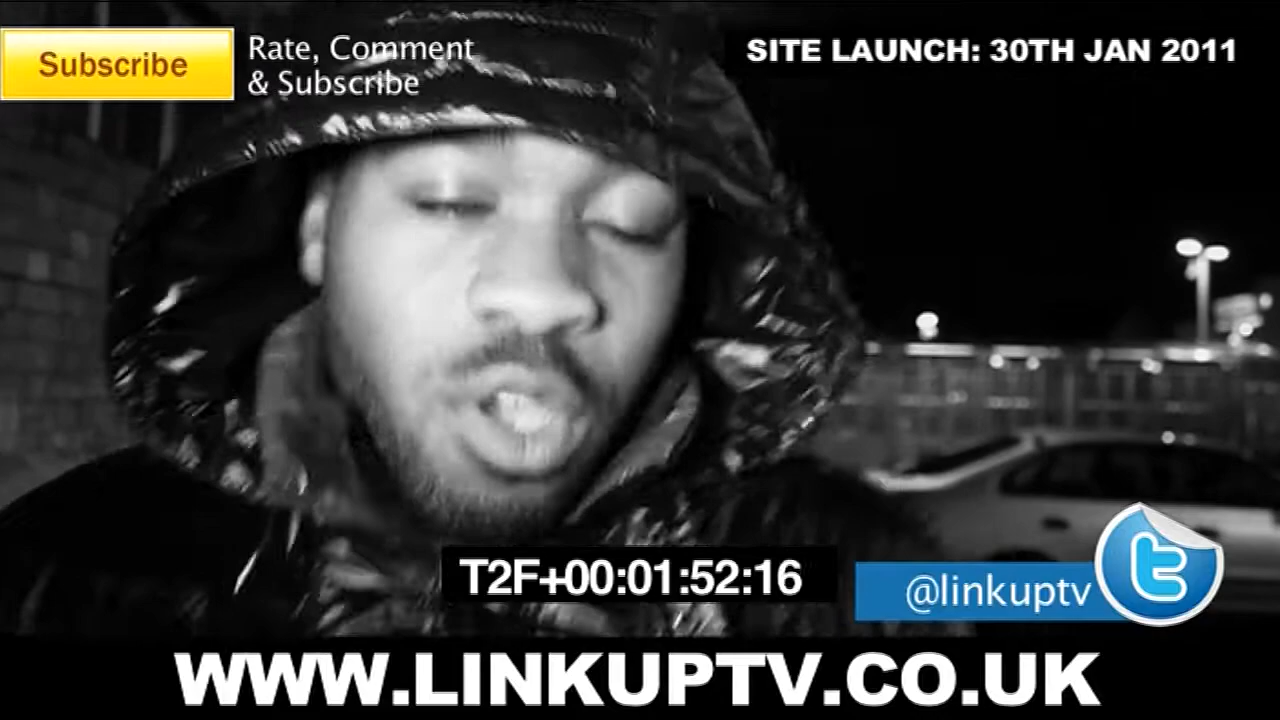 Subscribe
Rate, Comment
& Subscribe
SITE LAUNCH: 30TH JAN 2011
T2F+00:01:52:16
@linkuptv
WWW.LINKUPTV.CO.UK